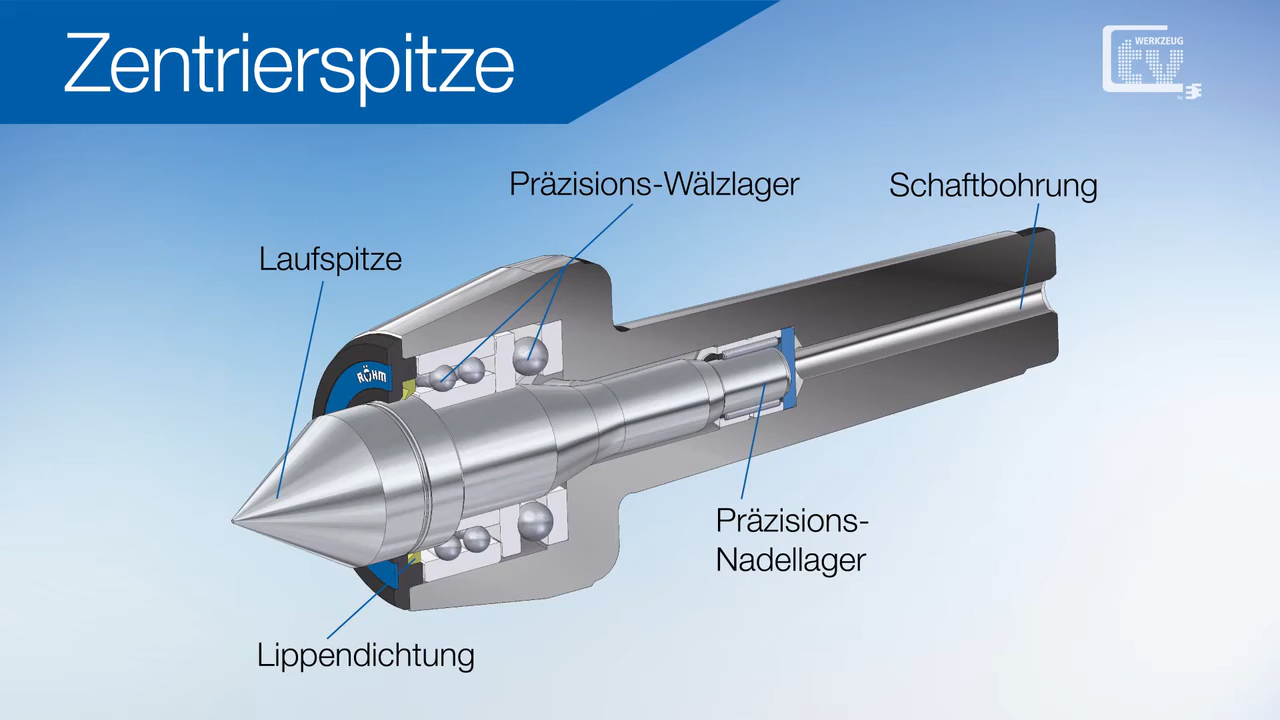 Zentrierspitze
WERKZEUG
tv
Präzisions-Wälzlager
Schaftbohrung
Laufspitze
RÖHM
Präzisions-
Nadellager
Lippendichtung